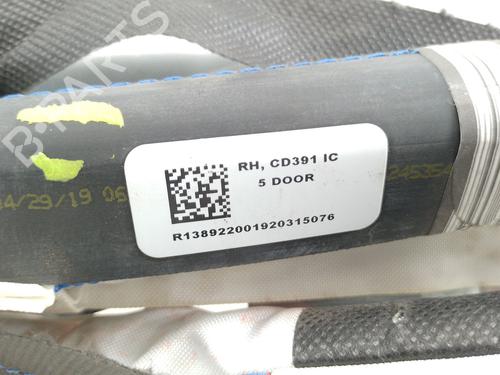 B-PARTS
RH, CD391 IC
5 DOOR
4/29/19 06
245354
R138922001920315076